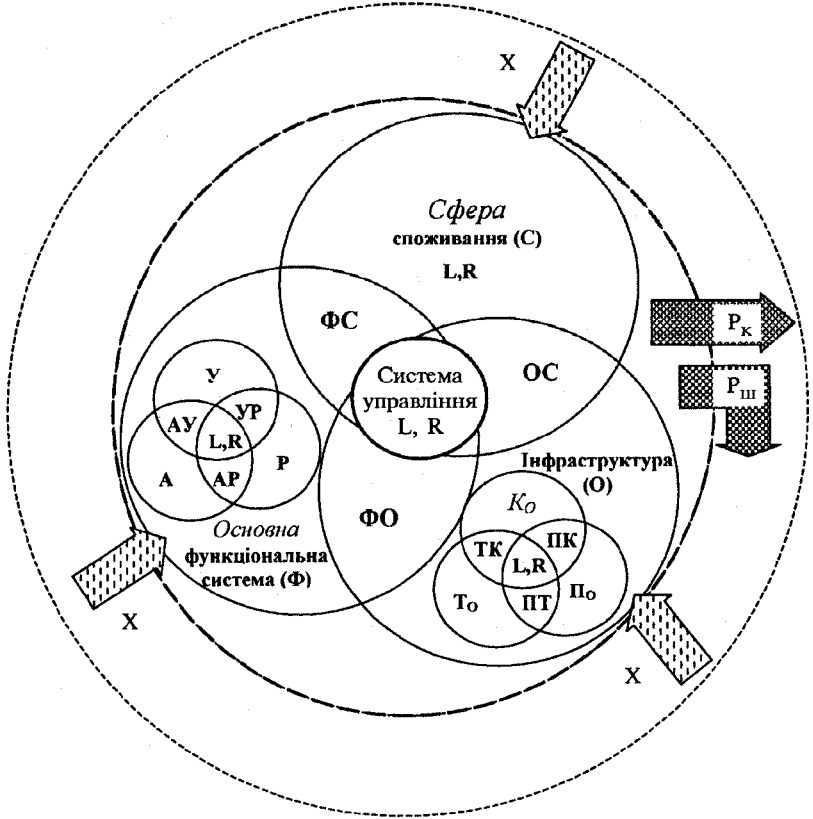 X
Сфера
споживання (С)
L,R
ФС
ОС
Система
управління
L, R
Рк
Рш
У
АУ
УР
L,R
А
АР
Р
Основна
функціональна
система (Ф)
ФО
Інфраструктура
(О)
Ко
ТК
ПК
L,R
То
ПТ
По
X
X